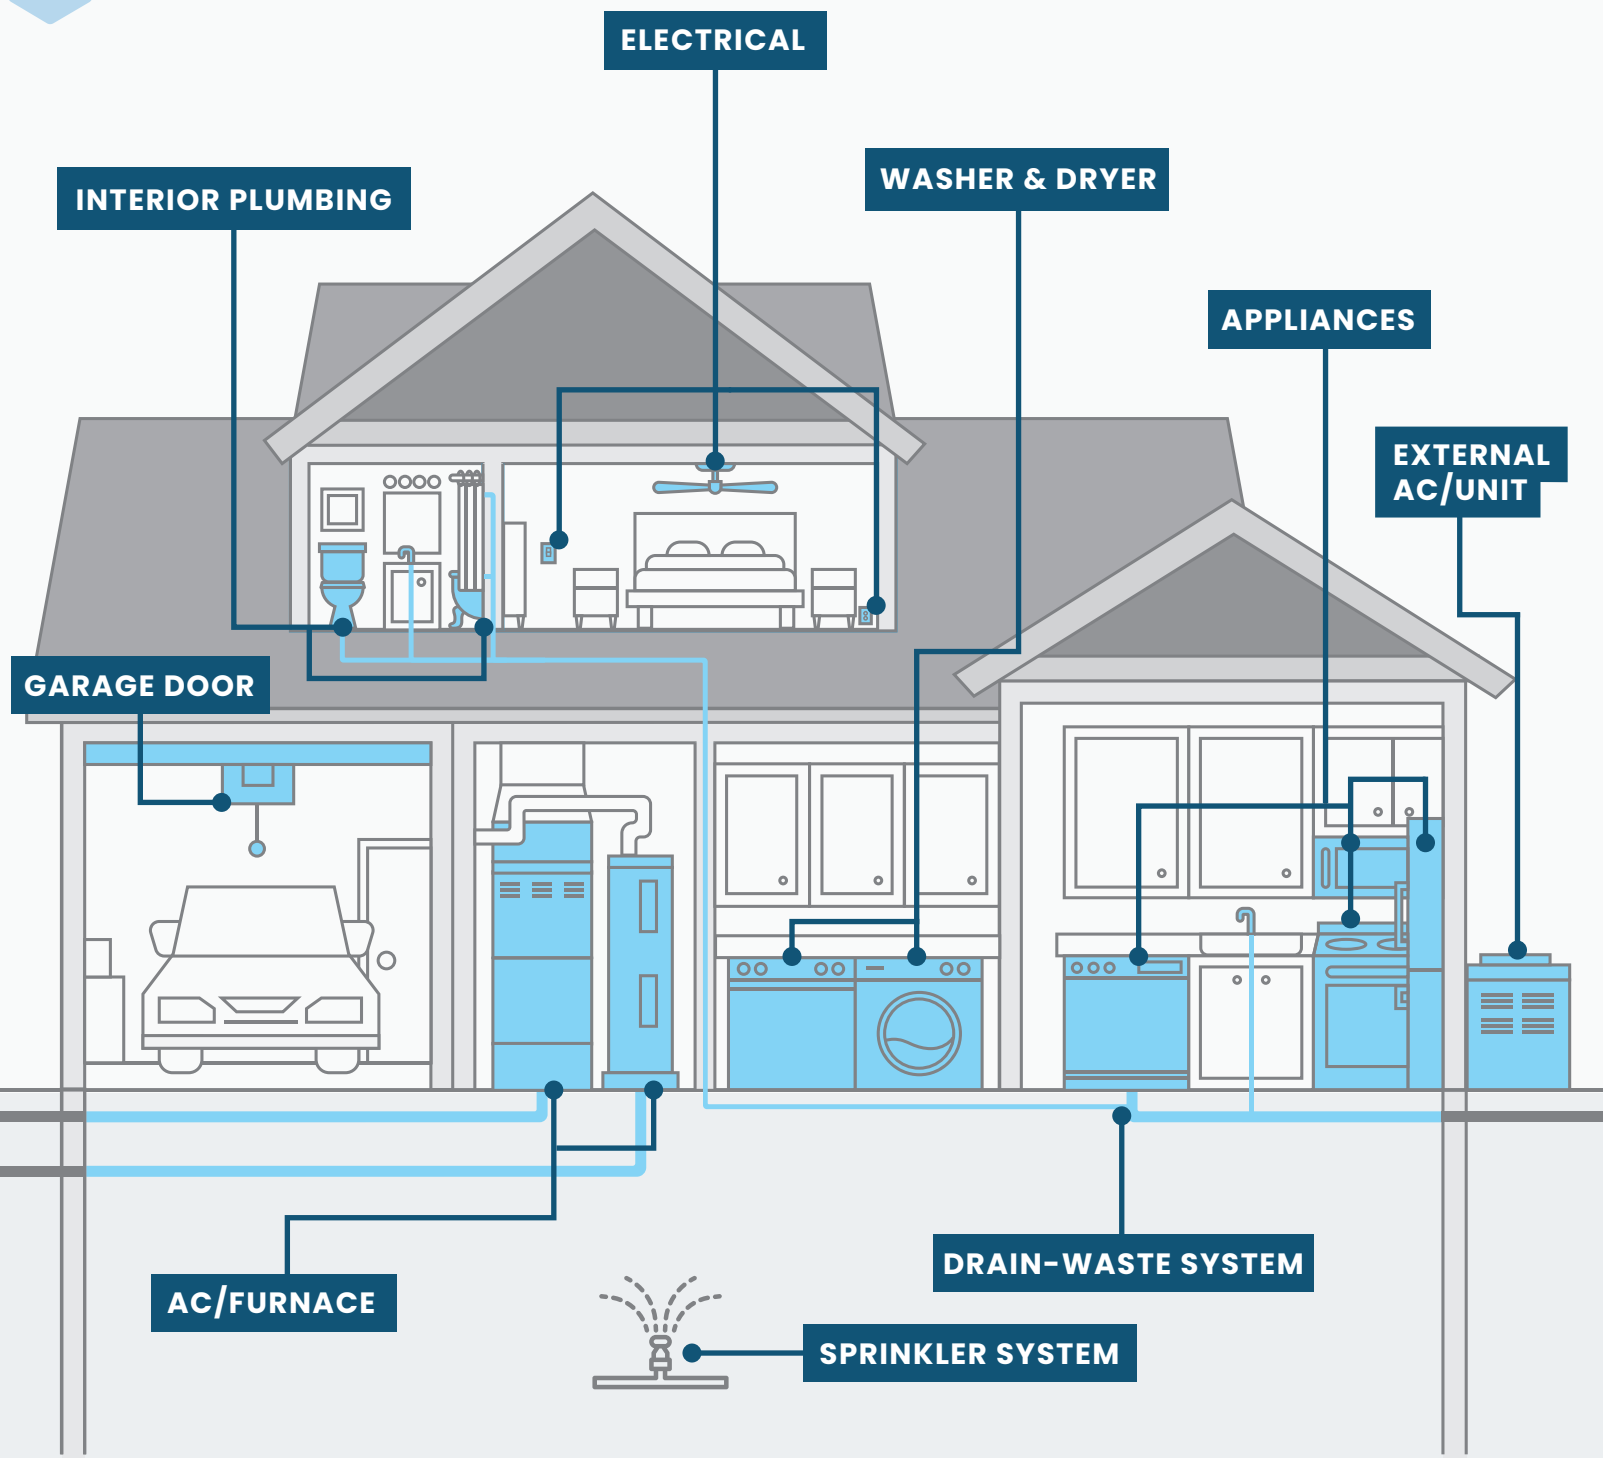 ELECTRICAL
WASHER & DRYER
INTERIOR PLUMBING
APPLIANCES
EXTERNAL
AC/UNIT
GARAGE DOOR
DRAIN-WASTE SYSTEM
AC/FURNACE
SPRINKLER SYSTEM